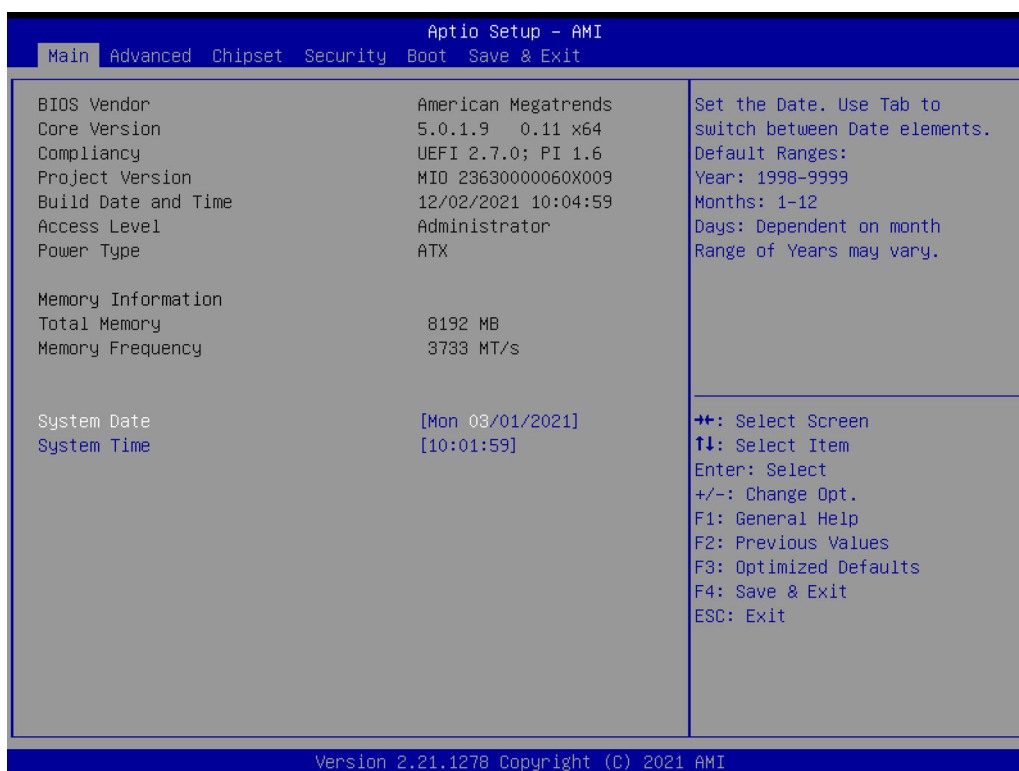 Aptio Setup – AMI
Main Advanced Chipset Security Boot Save & Exit
BIOS Vendor American Megatrends
Core Version 5.0.1.9 0.11 x64
Compliancy UEFI 2.7.0; PI 1.6
Project Version MIO 23630000060X009
Build Date and Time 12/02/2021 10:04:59
Access Level Administrator
Power Type ATX
Memory Information
Total Memory 8192 MB
Memory Frequency 3733 MT/s
System Date [Mon 03/01/2021]
System Time [10:01:59]
Set the Date. Use Tab to
switch between Date elements.
Default Ranges:
Year: 1998-9999
Months: 1-12
Days: Dependent on month
Range of Years may vary.
→←: Select Screen
↑↓: Select Item
Enter: Select
+/-: Change Opt.
F1: General Help
F2: Previous Values
F3: Optimized Defaults
F4: Save & Exit
ESC: Exit
Version 2.21.1278 Copyright (C) 2021 AMI